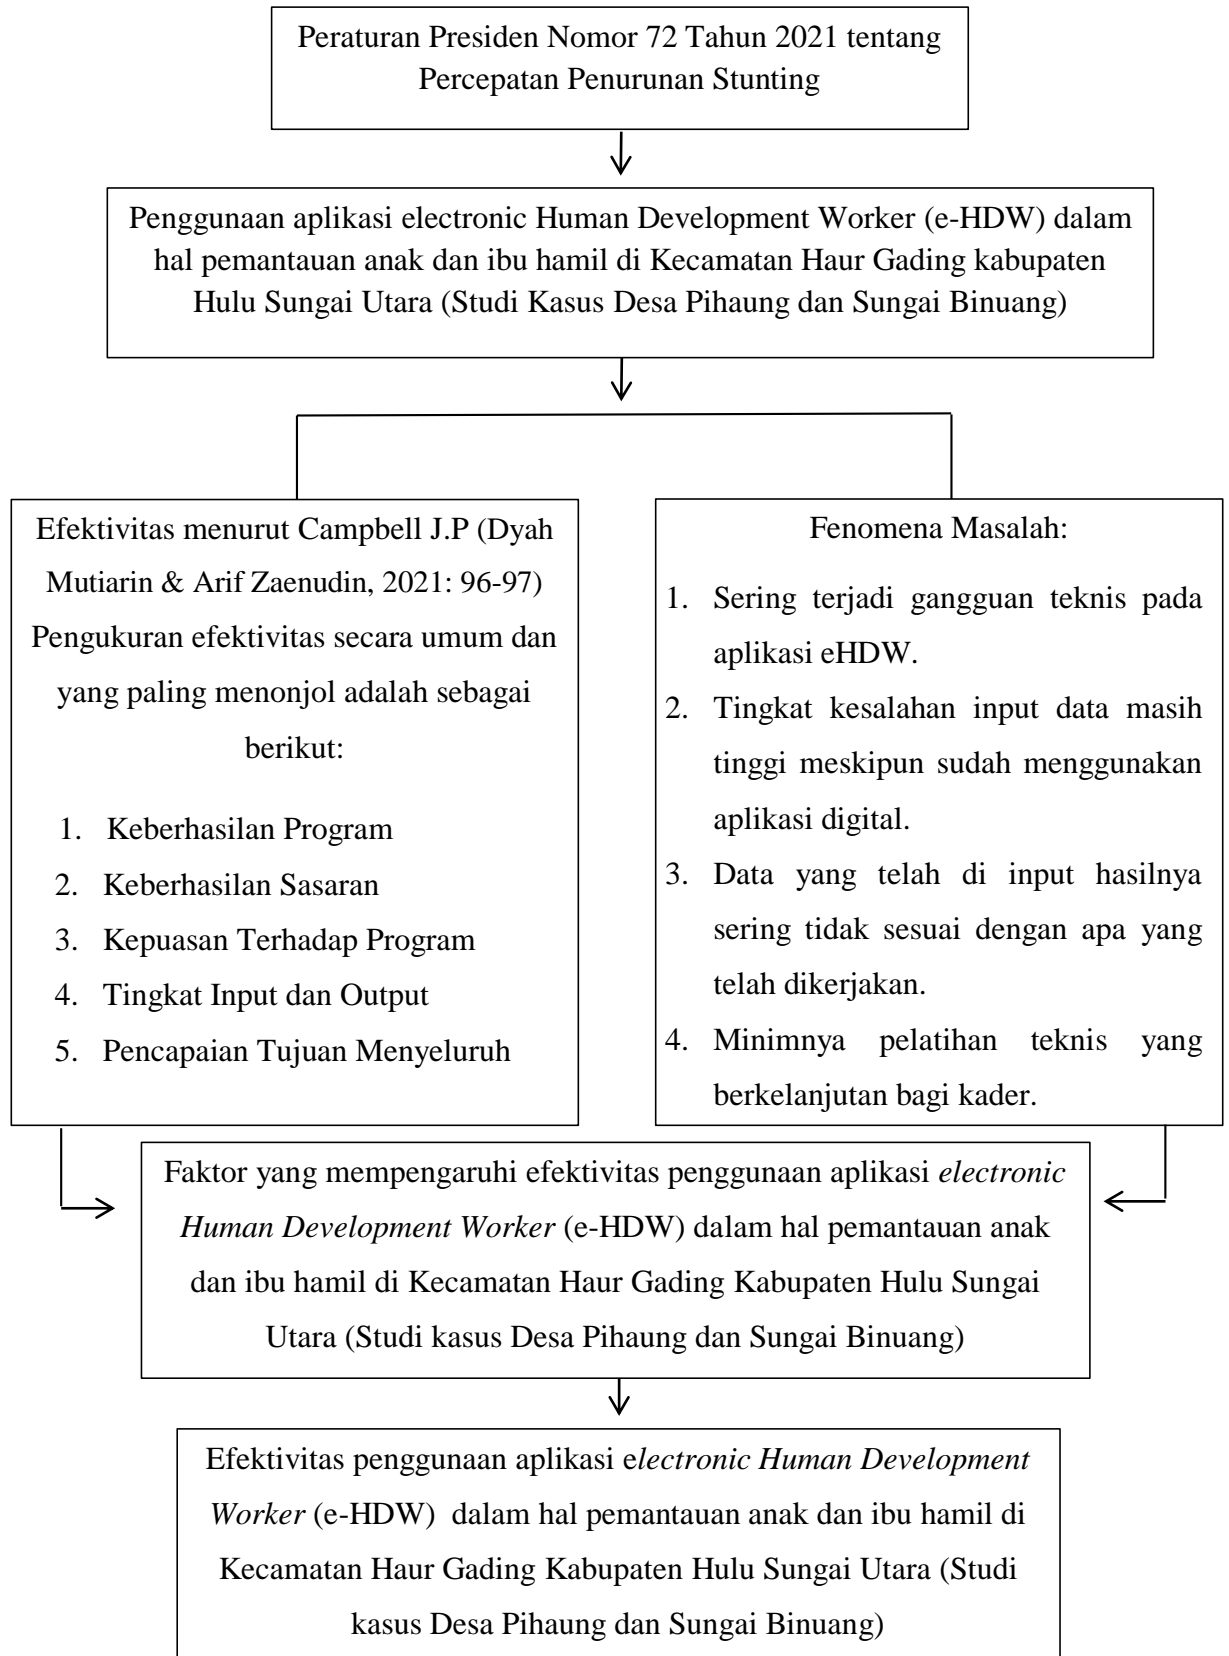 Peraturan Presiden Nomor 72 Tahun 2021 tentang
Percepatan Penurunan Stunting
Penggunaan aplikasi electronic Human Development Worker (e-HDW) dalam
hal pemantauan anak dan ibu hamil di Kecamatan Haur Gading kabupaten
Hulu Sungai Utara (Studi Kasus Desa Pihaung dan Sungai Binuang)
Efektivitas menurut Campbell J.P (Dyah
Mutiarin & Arif Zaenudin, 2021: 96-97)
Pengukuran efektivitas secara umum dan
yang paling menonjol adalah sebagai
berikut:
1. Keberhasilan Program
2. Keberhasilan Sasaran
3. Kepuasan Terhadap Program
4. Tingkat Input dan Output
5. Pencapaian Tujuan Menyeluruh
Fenomena Masalah:
1. Sering terjadi gangguan teknis pada
aplikasi eHDW.
2. Tingkat kesalahan input data masih
tinggi meskipun sudah menggunakan
aplikasi digital.
3. Data yang telah di input hasilnya
sering tidak sesuai dengan apa yang
telah dikerjakan.
4. Minimnya pelatihan teknis yang
berkelanjutan bagi kader.
Faktor yang mempengaruhi efektivitas penggunaan aplikasi electronic
Human Development Worker (e-HDW) dalam hal pemantauan anak
dan ibu hamil di Kecamatan Haur Gading Kabupaten Hulu Sungai
Utara (Studi kasus Desa Pihaung dan Sungai Binuang)
Efektivitas penggunaan aplikasi electronic Human Development
Worker (e-HDW) dalam hal pemantauan anak dan ibu hamil di
Kecamatan Haur Gading Kabupaten Hulu Sungai Utara (Studi
kasus Desa Pihaung dan Sungai Binuang)